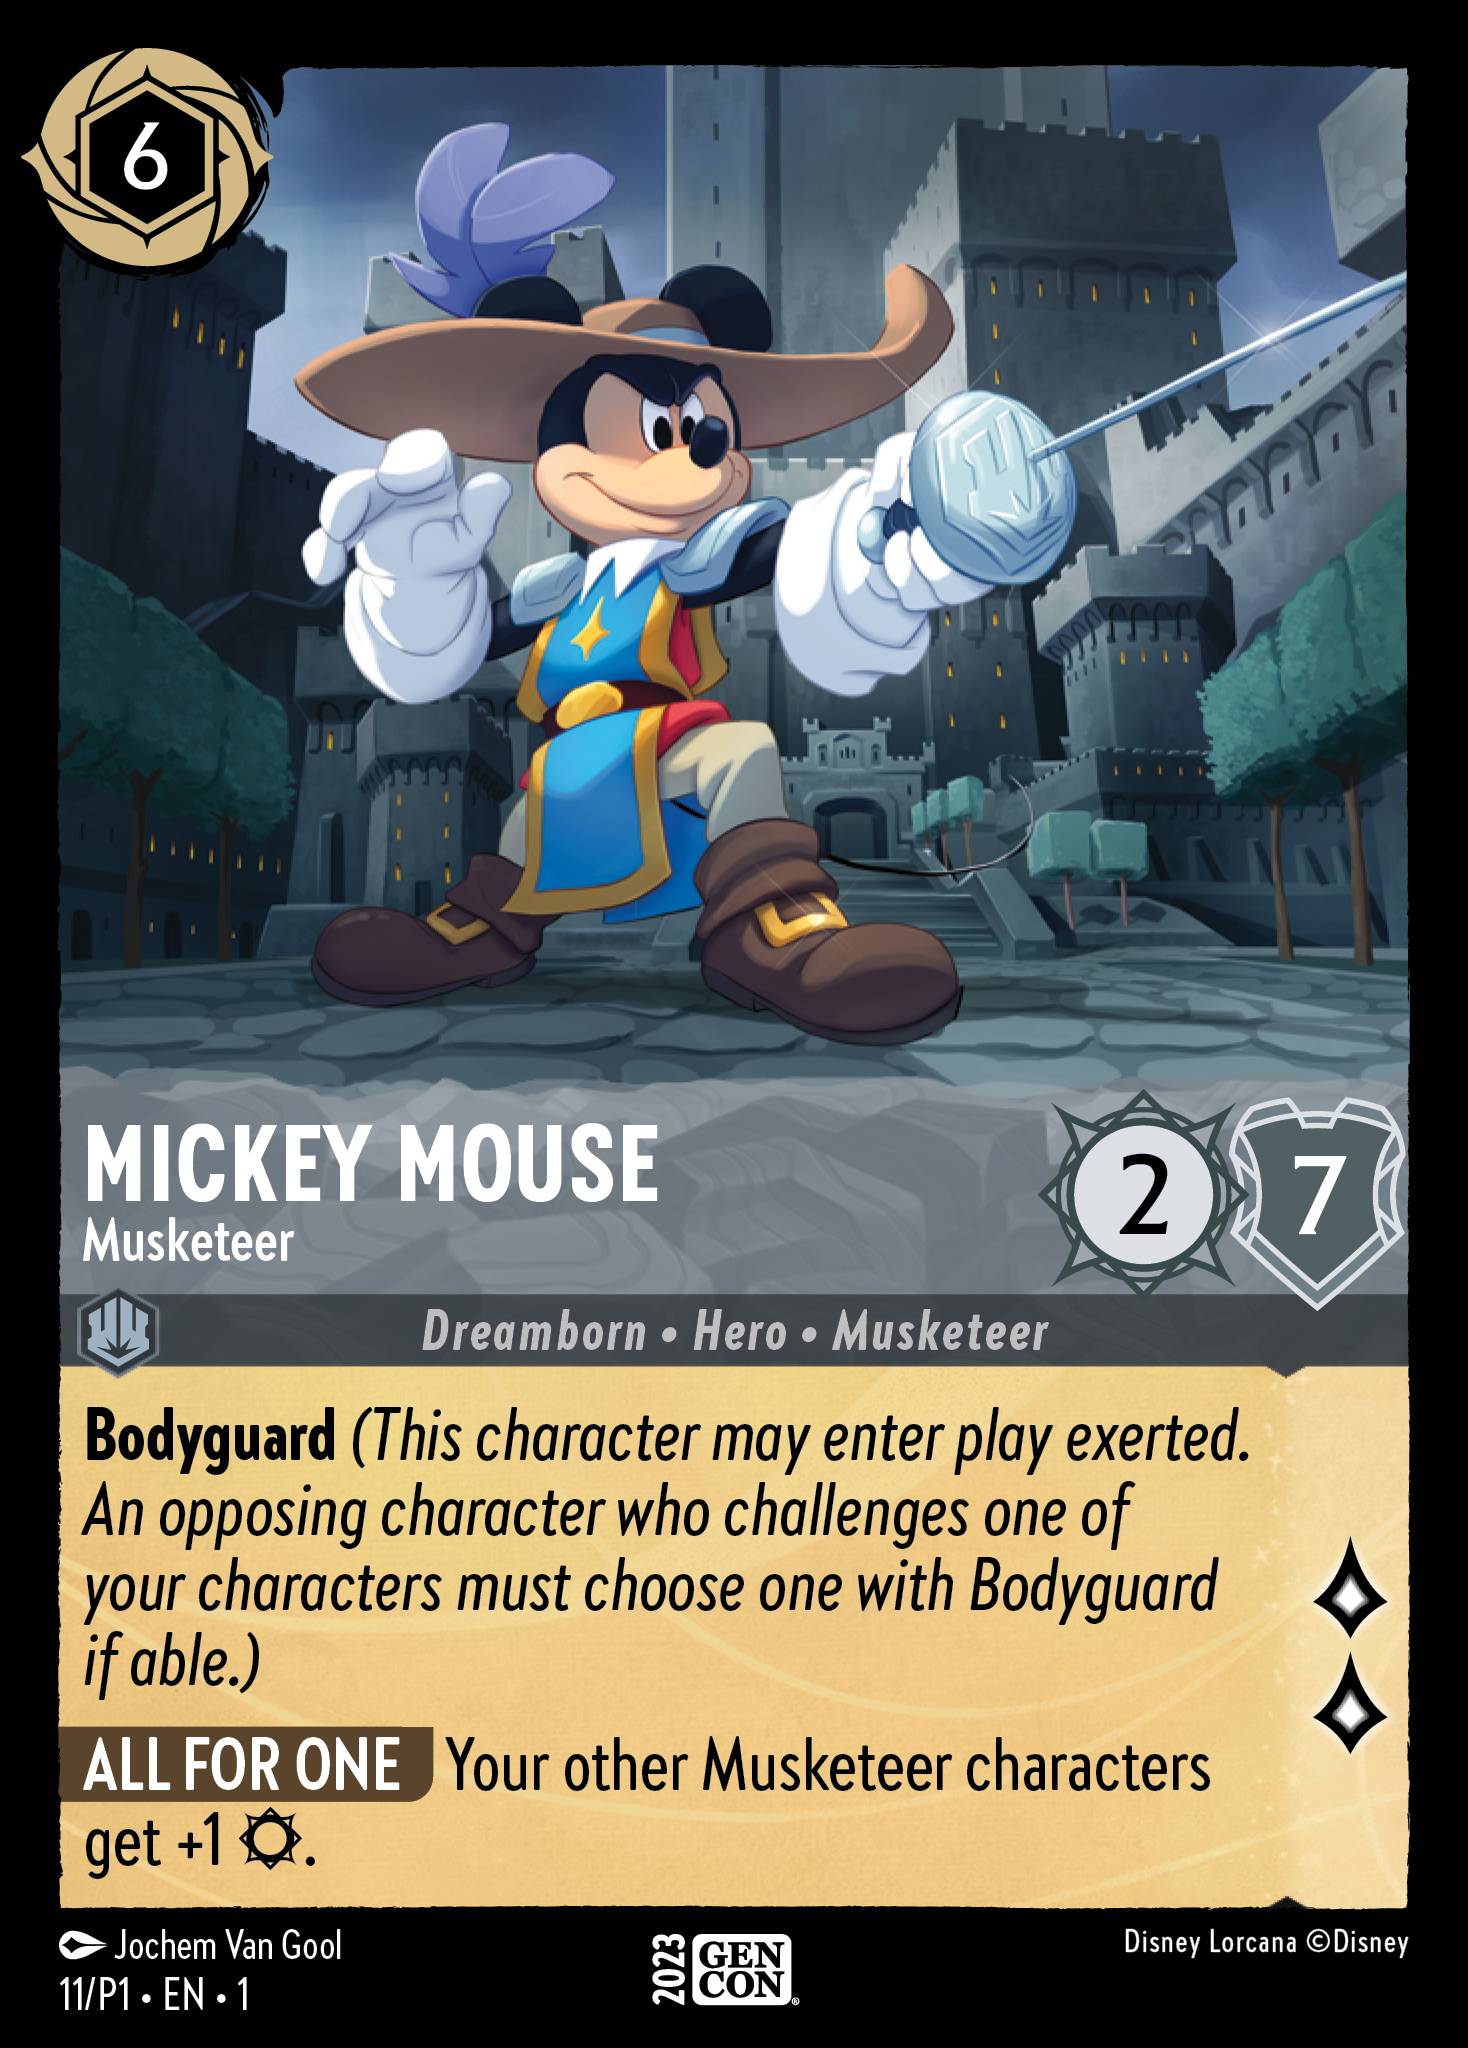 6
MICKEY MOUSE
Musketeer
2
7
Dreamborn • Hero • Musketeer
Bodyguard (This character may enter play exerted.
An opposing character who challenges one of
your characters must choose one with Bodyguard
if able.)
ALL FOR ONE Your other Musketeer characters
get +1 .
Jochem Van Gool
11/P1 • EN • 1
2023
GEN
CON®
Disney Lorcana ©Disney